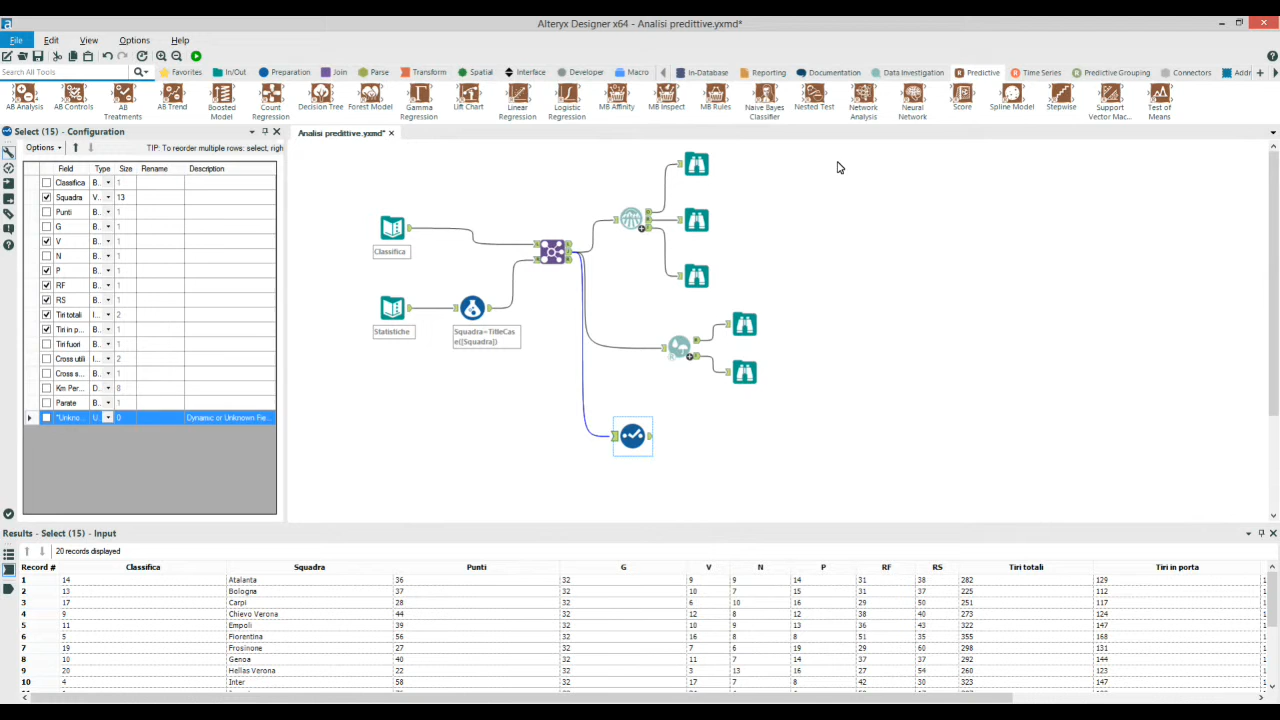 Alteryx Designer x64 - Analisi predittive.yxmd*
File Edit View Options Help
Search All Tools
Favorites In/Out Preparation Join Parse Transform Spatial Interface Developer Macro In-Database Reporting Documentation Data Investigation Predictive Time Series Predictive Grouping Connectors Addr
AB Analysis AB Controls AB Treatments AB Trend Boosted Model Count Regression Decision Tree Forest Model Gamma Regression Lift Chart Linear Regression Logistic Regression MB Affinity MB Inspect MB Rules Naive Bayes Classifier Nested Test Network Analysis Neural Network Score Spline Model Stepwise Support Vector Mac... Test of Means
Select (15) - Configuration
Analisi predittive.yxmd*
Options TIP: To reorder multiple rows: select, righ
Field Type Size Rename Description
Classifica B.. 1
Squadra V.. 13
Punti B.. 1
G B.. 1
V B.. 1
N B.. 1
P B.. 1
RF B.. 1
RS B.. 1
Tiri totali I... 2
Tiri in p... B.. 1
Tiri fuori B.. 1
Cross utili I... 2
Cross s... B.. 1
Km Per... D.. 8
Parate B.. 1
*Unkno... U 0 Dynamic or Unknown Fie...
Classifica
Statistiche
Squadra=TitleCas
e([Squadra])
Results - Select (15) - Input
20 records displayed
Record # Classifica Squadra Punti G V N P RF RS Tiri totali Tiri in porta
1 14 Atalanta 36 32 9 9 14 31 38 282 129
2 13 Bologna 37 32 10 7 15 31 37 225 112
3 17 Carpi 28 32 6 10 16 29 50 251 117
4 9 Chievo Verona 44 32 12 8 12 38 40 273 124
5 11 Empoli 39 32 10 9 13 36 43 322 147
6 5 Fiorentina 56 32 16 8 8 51 35 355 168
7 19 Frosinone 27 32 7 6 19 29 60 298 131
8 10 Genoa 40 32 11 7 14 37 37 292 144
9 20 Hellas Verona 22 32 3 13 16 27 54 260 123
10 4 Inter 58 32 17 7 8 42 30 323 147